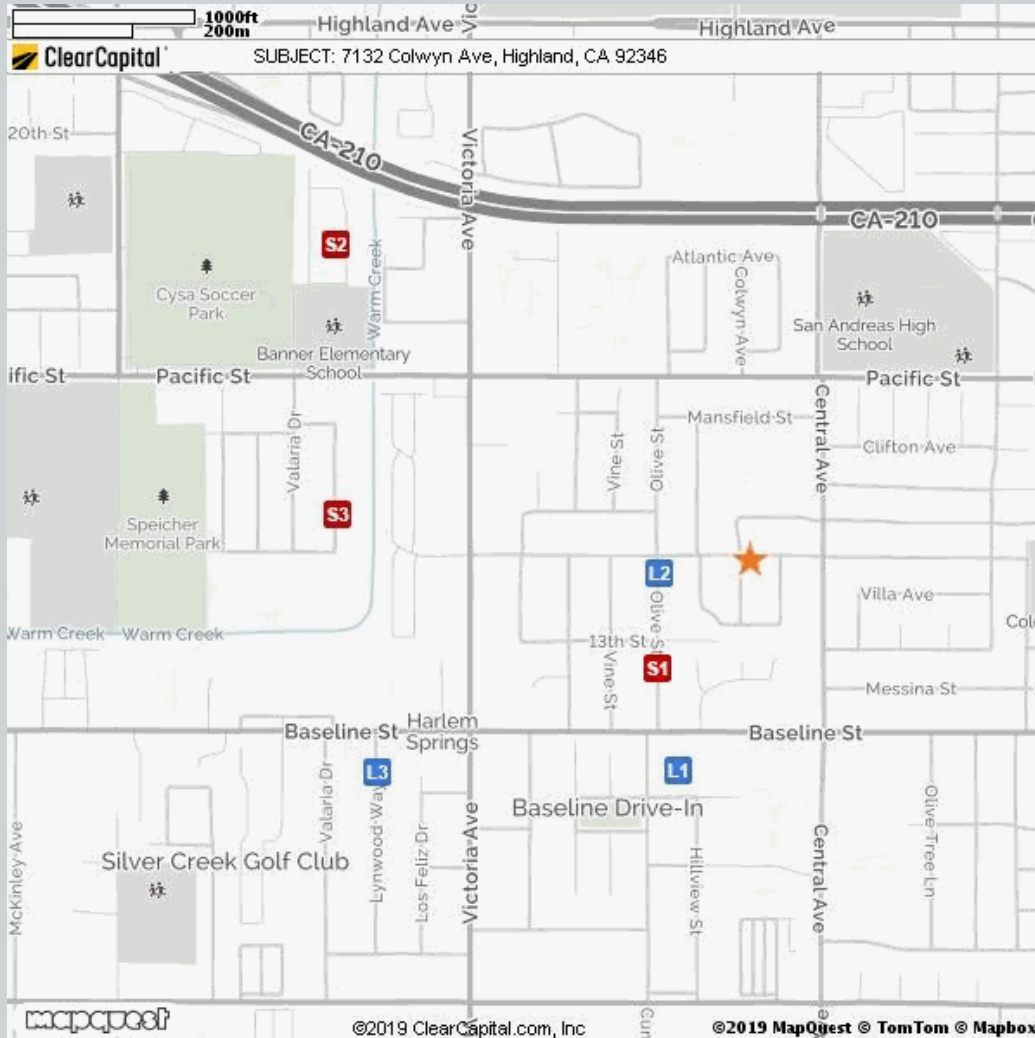 1000ft
200m
Highland Ave
Vic
Highland Ave
ClearCapital
SUBJECT: 7132 Colwyn Ave, Highland, CA 92346
20th St
CA-210
Victoria Ave
CA-210
S2
Warm Creek
Cysa Soccer
Park
Atlantic Ave
Colwyn Ave
San Andreas High
School
Banner Elementary
School
ific St
Pacific St
Pacific St
Mansfield St
Central Ave
Clifton Ave
Valaria Dr
Vine St
Olive St
S3
Speicher
Memorial Park
L2
Olive St
Villa Ave
Warm Creek
Warm Creek
13th St
Colo
S1
Vine St
Messina St
Harlem
Springs
Baseline St
Baseline St
L3
L1
Valaria Dr
Lynwood Way
Los Feliz Dr
Baseline Drive-In
Silver Creek Golf Club
McKinley Ave
Victoria Ave
Hillview St
Central Ave
Olive Tree Ln
mapquest
©2019 ClearCapital.com, Inc
Cun
©2019 MapQuest © TomTom © Mapbox